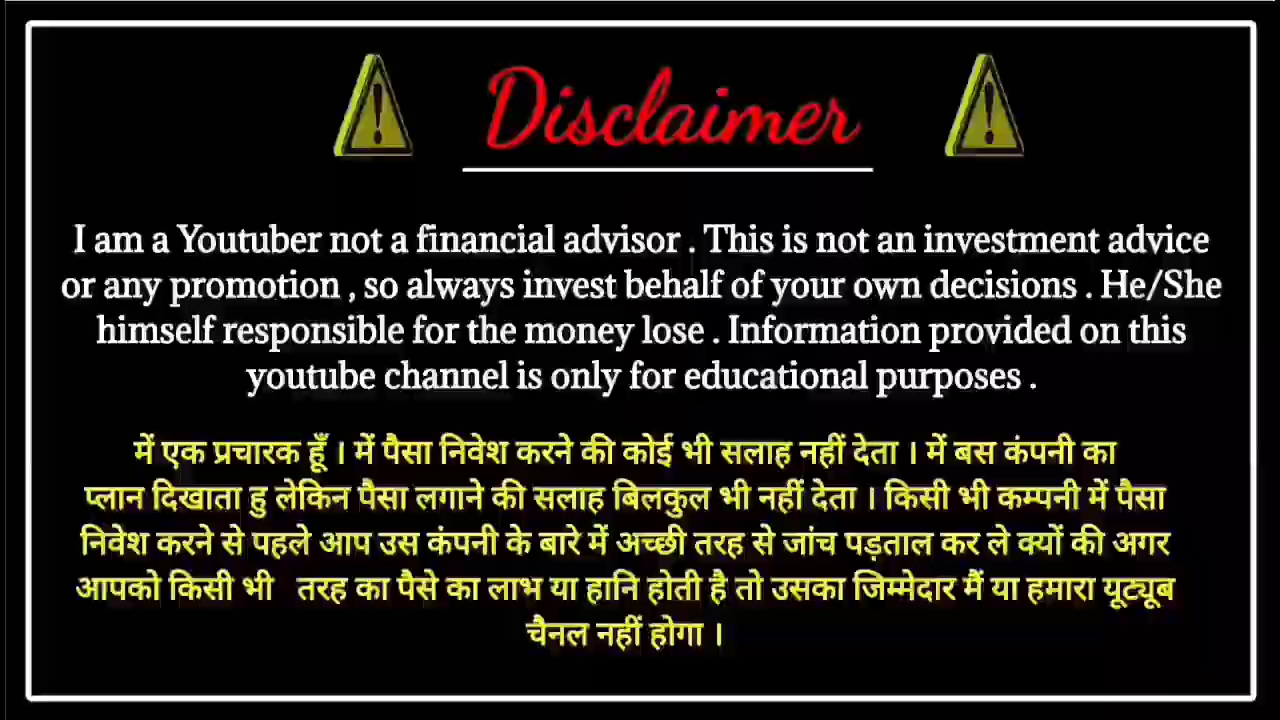 Disclaimer
I am a Youtuber not a financial advisor . This is not an investment advice
or any promotion , so always invest behalf of your own decisions . He/She
himself responsible for the money lose . Information provided on this
youtube channel is only for educational purposes .
में एक प्रचारक हूँ । में पैसा निवेश करने की कोई भी सलाह नहीं देता । में बस कंपनी का
प्लान दिखाता हु लेकिन पैसा लगाने की सलाह बिलकुल भी नहीं देता । किसी भी कम्पनी में पैसा
निवेश करने से पहले आप उस कंपनी के बारे में अच्छी तरह से जांच पड़ताल कर ले क्यों की अगर
आपको किसी भी तरह का पैसे का लाभ या हानि होती है तो उसका जिम्मेदार मैं या हमारा यूट्यूब
चैनल नहीं होगा ।